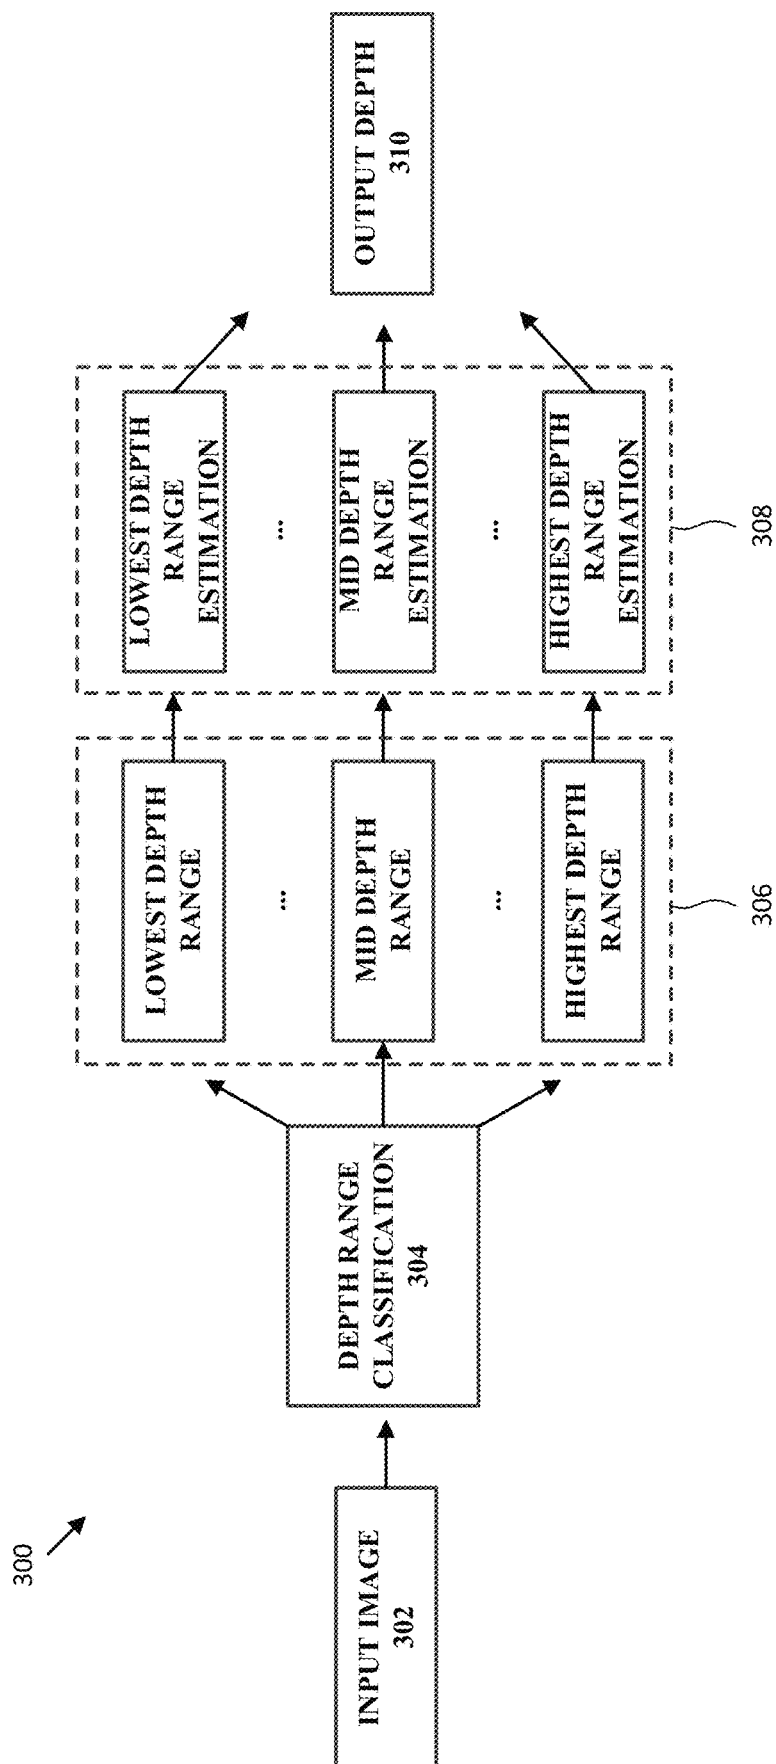 300
INPUT IMAGE
302
DEPTH RANGE
CLASSIFICATION
304
LOWEST DEPTH
RANGE
...
MID DEPTH
RANGE
...
HIGHEST DEPTH
RANGE
306
LOWEST DEPTH
RANGE
ESTIMATION
...
MID DEPTH
RANGE
ESTIMATION
...
HIGHEST DEPTH
RANGE
ESTIMATION
308
OUTPUT DEPTH
310